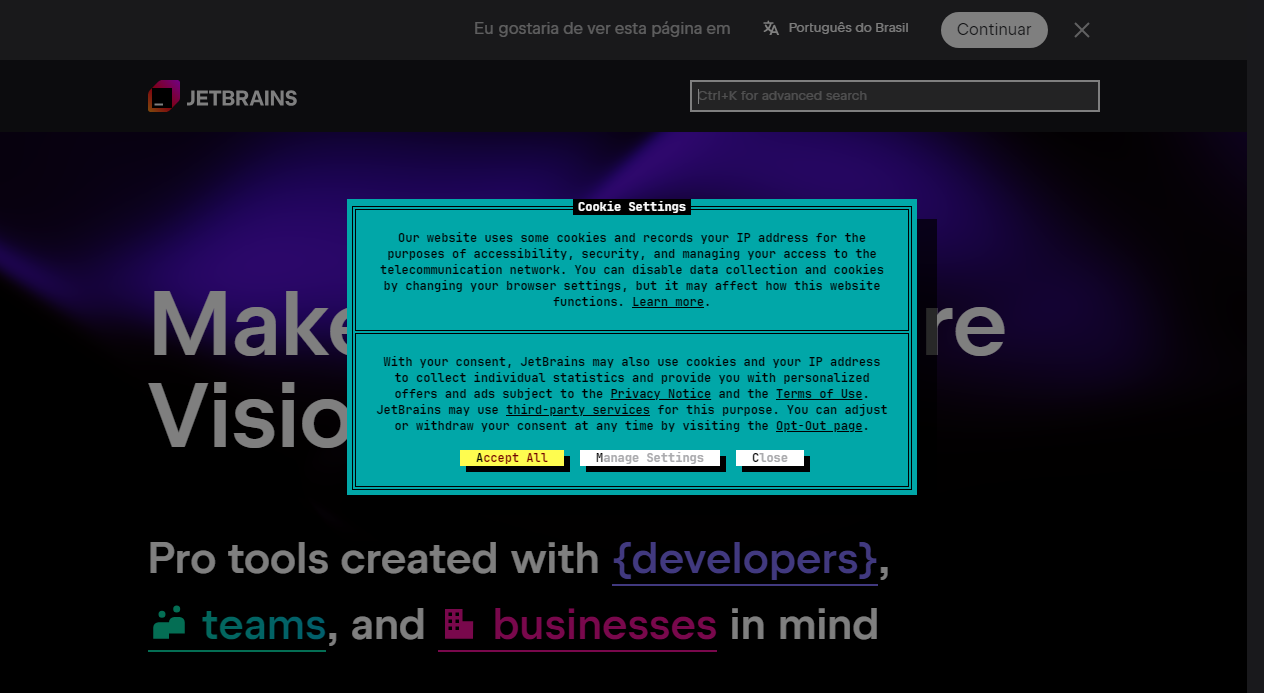 Eu gostaria de ver esta página em
Português do Brasil
Continuar
JETBRAINS
Ctrl+K for advanced search
Cookie Settings
Our website uses some cookies and records your IP address for the
purposes of accessibility, security, and managing your access to the
telecommunication network. You can disable data collection and cookies
by changing your browser settings, but it may affect how this website
functions. Learn more.
With your consent, JetBrains may also use cookies and your IP address
to collect individual statistics and provide you with personalized
offers and ads subject to the Privacy Notice and the Terms of Use.
JetBrains may use third-party services for this purpose. You can adjust
or withdraw your consent at any time by visiting the Opt-Out page.
Accept All
Manage Settings
Close
Make
Pro tools created with {developers},
teams, and businesses in mind